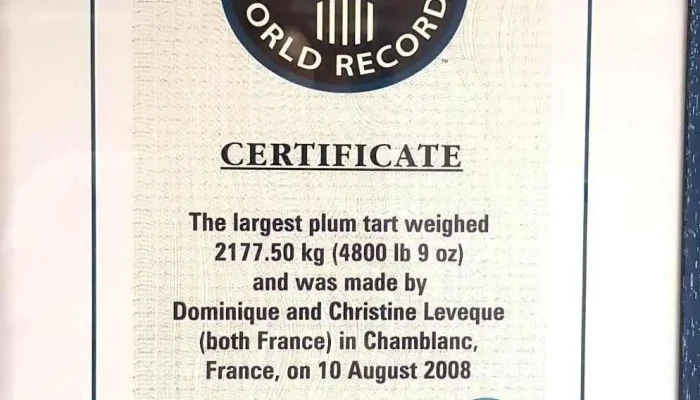 ORLD RECORD
™
CERTIFICATE
The largest plum tart weighed
2177.50 kg (4800 lb 9 oz)
and was made by
Dominique and Christine Leveque
(both France) in Chamblanc,
France, on 10 August 2008